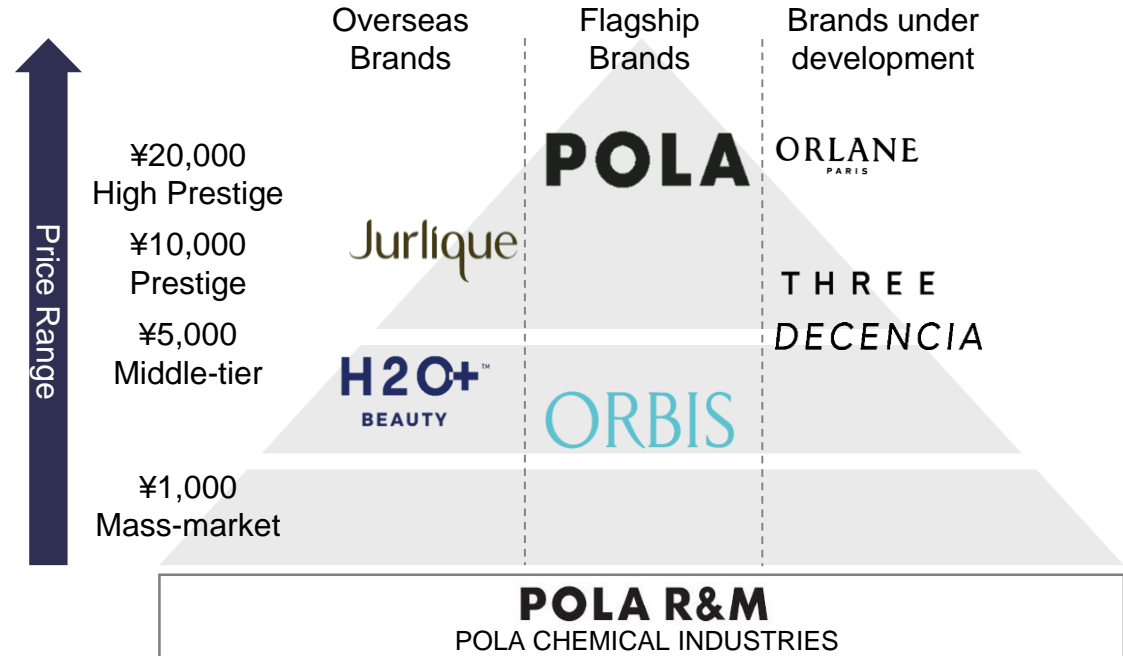 Overseas
Brands
Flagship
Brands
Brands under
development
Price Range
¥20,000
High Prestige
¥10,000
Prestige
¥5,000
Middle-tier
¥1,000
Mass-market
POLA
ORLANE
PARIS
Jurlique
THREE
DECENCIA
H2O+™
BEAUTY
ORBIS
POLA R&M
POLA CHEMICAL INDUSTRIES